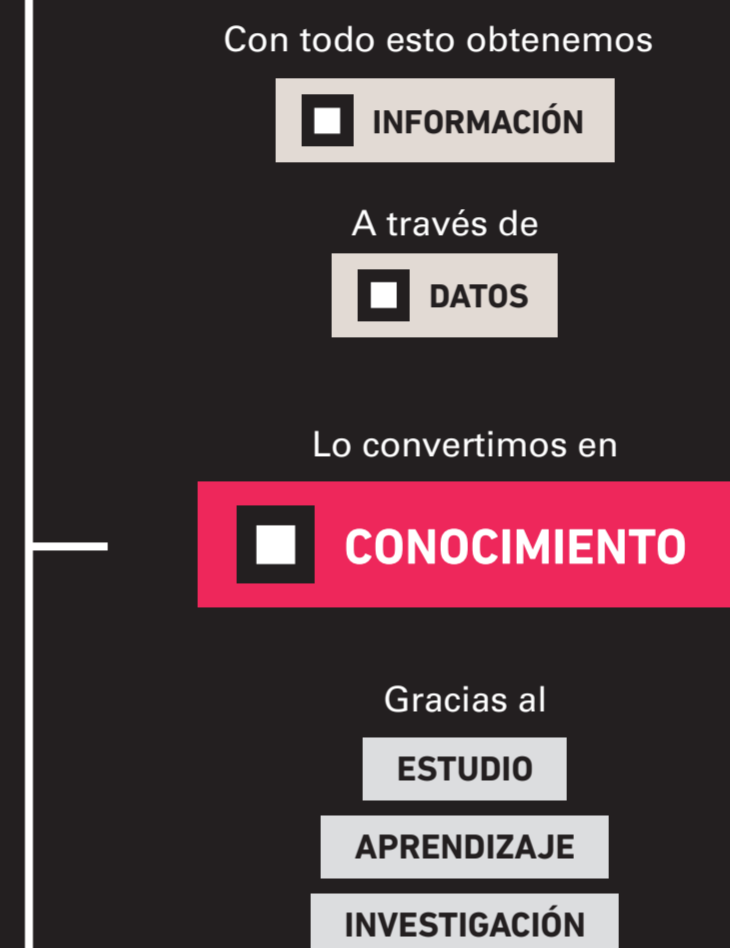 Con todo esto obtenemos
INFORMACIÓN
A través de
DATOS
Lo convertimos en
CONOCIMIENTO
Gracias al
ESTUDIO
APRENDIZAJE
INVESTIGACIÓN